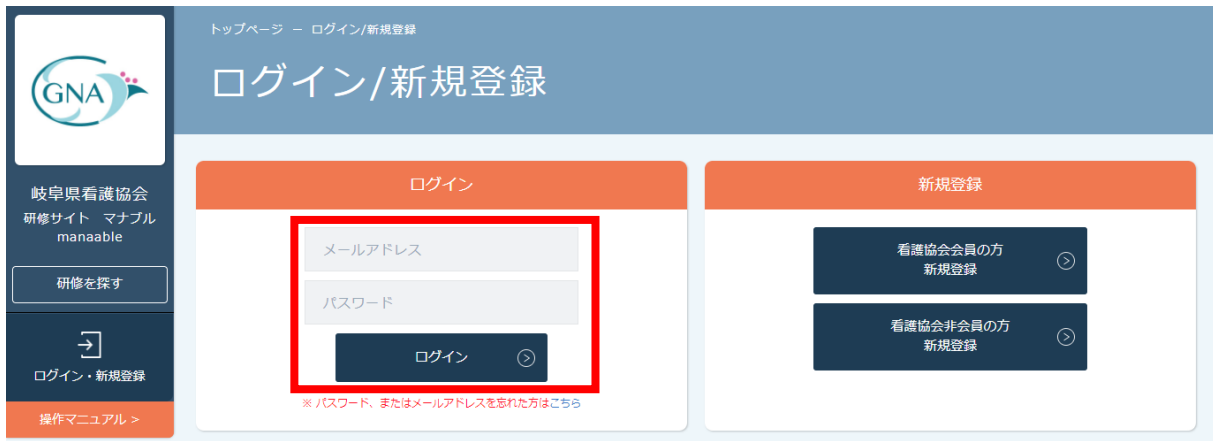 GNA
岐阜県看護協会
研修サイト マナブル
manaable
研修を探す
ログイン・新規登録
操作マニュアル >
トップページ － ログイン/新規登録
ログイン/新規登録
ログイン
メールアドレス
パスワード
ログイン
※ パスワード、またはメールアドレスを忘れた方はこちら
新規登録
看護協会会員の方
新規登録
看護協会非会員の方
新規登録